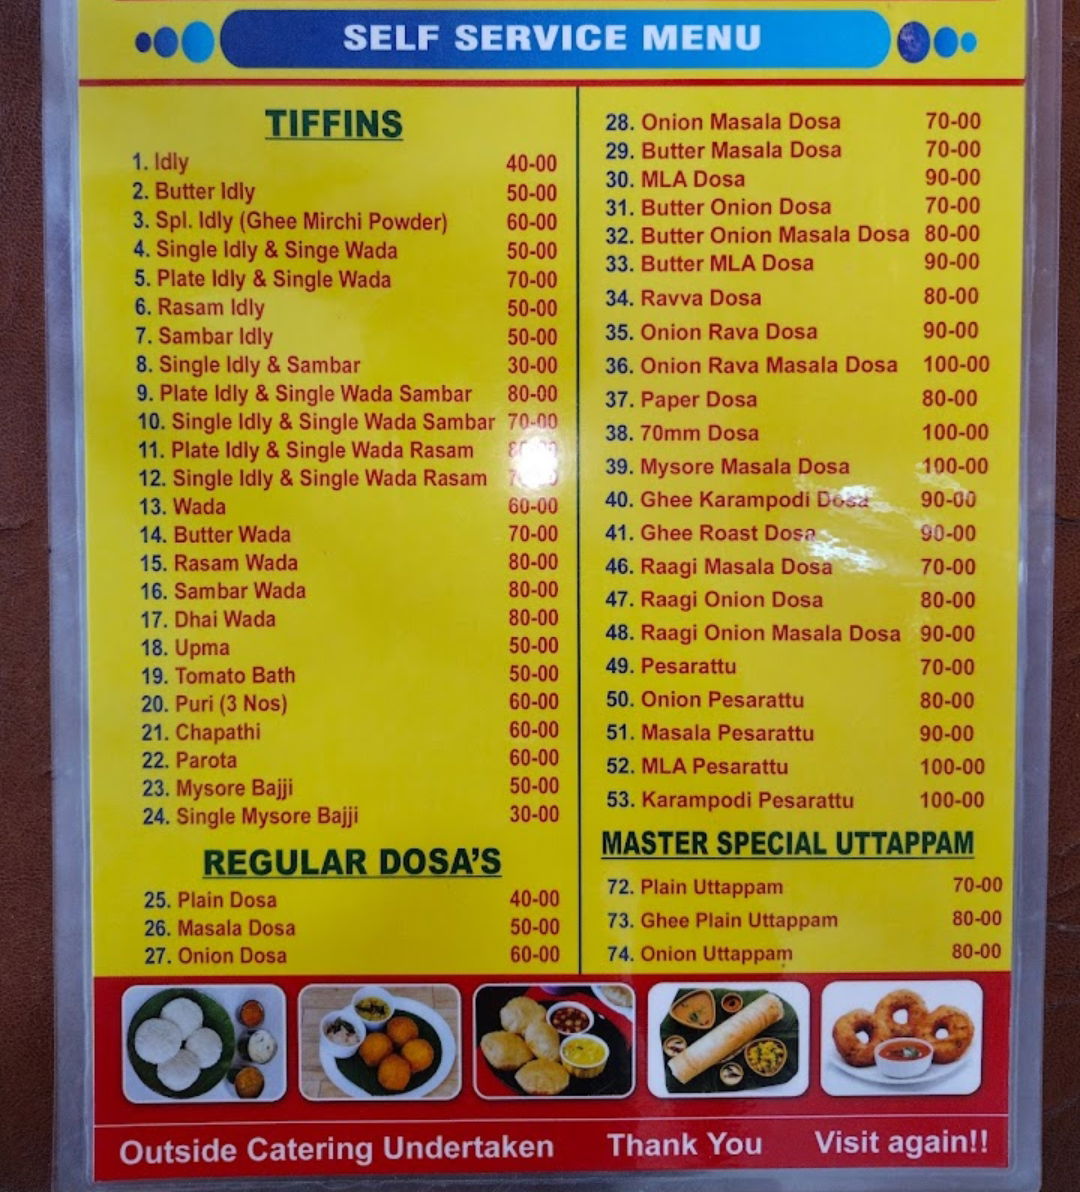 SELF SERVICE MENU
TIFFINS
1. Idly 40-00
2. Butter Idly 50-00
3. Spl. Idly (Ghee Mirchi Powder) 60-00
4. Single Idly & Singe Wada 50-00
5. Plate Idly & Single Wada 70-00
6. Rasam Idly 50-00
7. Sambar Idly 50-00
8. Single Idly & Sambar 30-00
9. Plate Idly & Single Wada Sambar 80-00
10. Single Idly & Single Wada Sambar 70-00
11. Plate Idly & Single Wada Rasam
12. Single Idly & Single Wada Rasam
13. Wada 60-00
14. Butter Wada 70-00
15. Rasam Wada 80-00
16. Sambar Wada 80-00
17. Dhai Wada 80-00
18. Upma 50-00
19. Tomato Bath 50-00
20. Puri (3 Nos) 60-00
21. Chapathi 60-00
22. Parota 60-00
23. Mysore Bajji 50-00
24. Single Mysore Bajji 30-00
REGULAR DOSA'S
25. Plain Dosa 40-00
26. Masala Dosa 50-00
27. Onion Dosa 60-00
28. Onion Masala Dosa 70-00
29. Butter Masala Dosa 70-00
30. MLA Dosa 90-00
31. Butter Onion Dosa 70-00
32. Butter Onion Masala Dosa 80-00
33. Butter MLA Dosa 90-00
34. Ravva Dosa 80-00
35. Onion Rava Dosa 90-00
36. Onion Rava Masala Dosa 100-00
37. Paper Dosa 80-00
38. 70mm Dosa 100-00
39. Mysore Masala Dosa 100-00
40. Ghee Karampodi Dosa 90-00
41. Ghee Roast Dosa 90-00
46. Raagi Masala Dosa 70-00
47. Raagi Onion Dosa 80-00
48. Raagi Onion Masala Dosa 90-00
49. Pesarattu 70-00
50. Onion Pesarattu 80-00
51. Masala Pesarattu 90-00
52. MLA Pesarattu 100-00
53. Karampodi Pesarattu 100-00
MASTER SPECIAL UTTAPPAM
72. Plain Uttappam 70-00
73. Ghee Plain Uttappam 80-00
74. Onion Uttappam 80-00
Outside Catering Undertaken Thank You Visit again!!